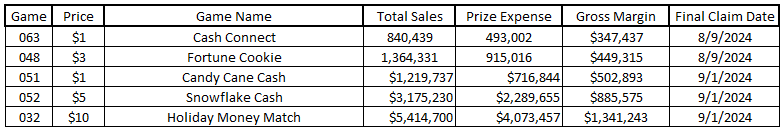 Game Price Game Name Total Sales Prize Expense Gross Margin Final Claim Date
063 $1 Cash Connect 840,439 493,002 $347,437 8/9/2024
048 $3 Fortune Cookie 1,364,331 915,016 $449,315 8/9/2024
051 $1 Candy Cane Cash $1,219,737 $716,844 $502,893 9/1/2024
052 $5 Snowflake Cash $3,175,230 $2,289,655 $885,575 9/1/2024
032 $10 Holiday Money Match $5,414,700 $4,073,457 $1,341,243 9/1/2024